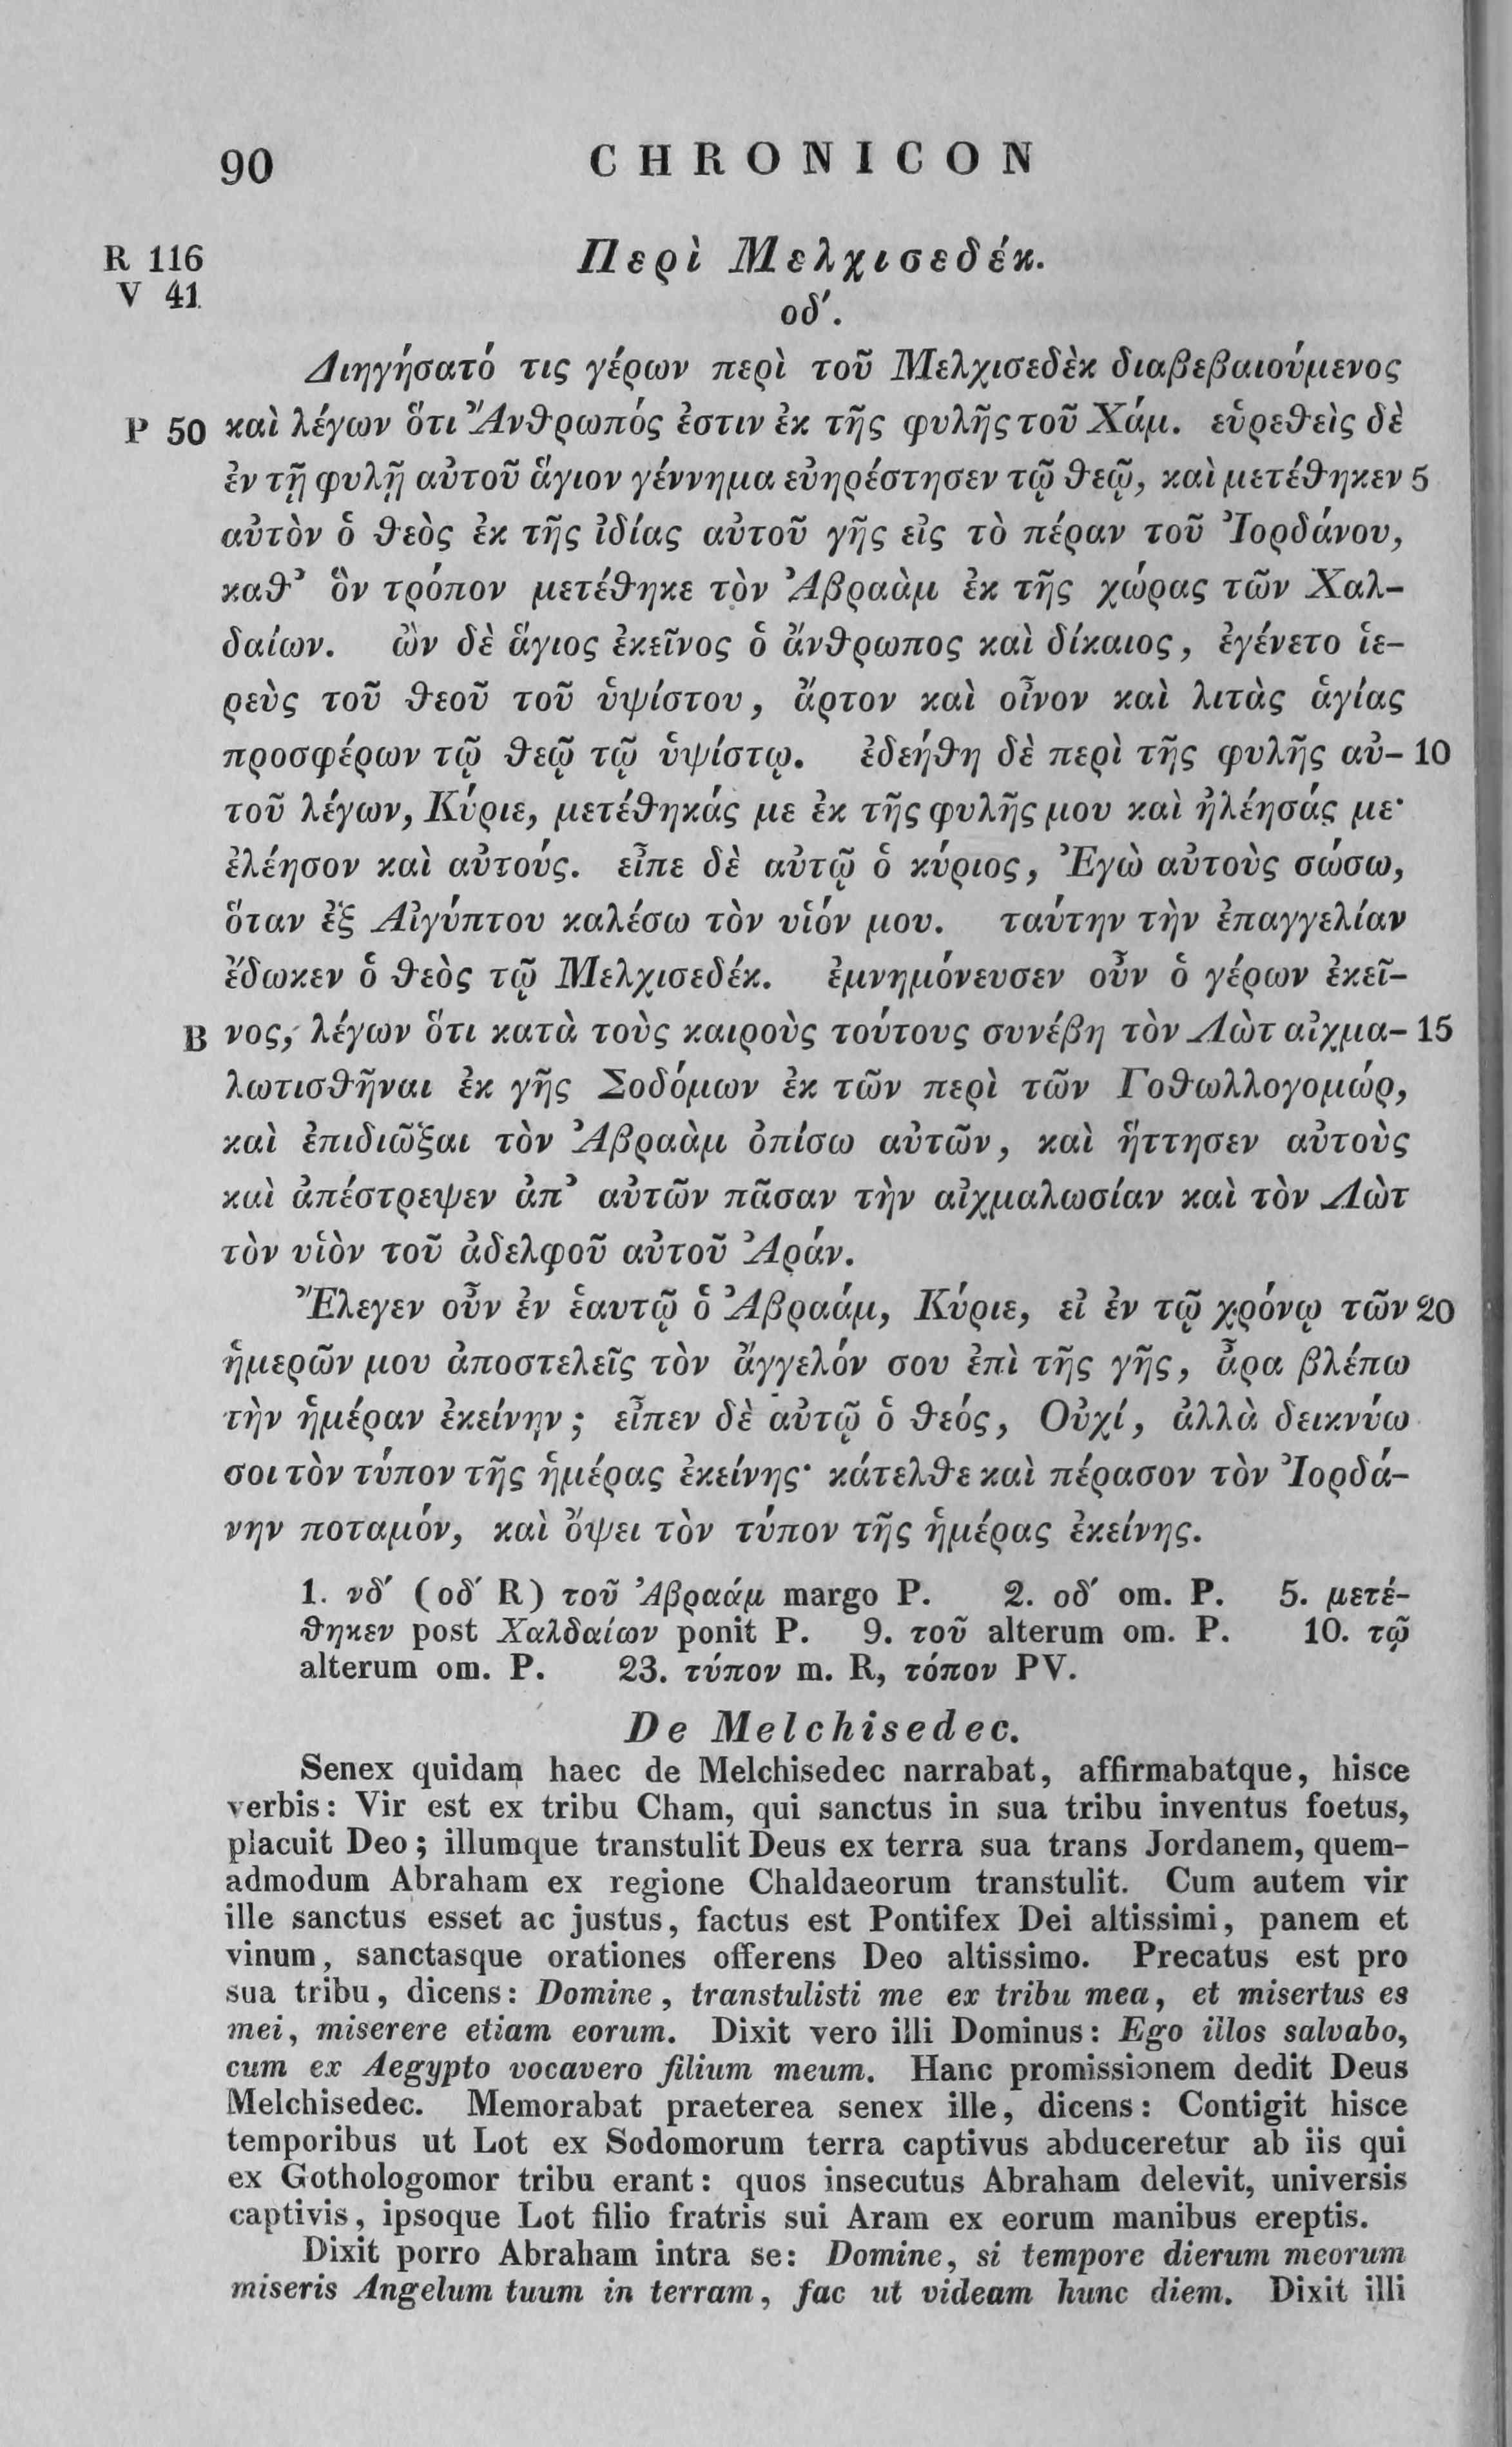 90 CHRONICON
R 116 Περὶ Μελχισεδέκ.
V 41
οδ΄.
Διηγήσατό τις γέρων περὶ τοῦ Μελχισεδὲκ διαβεβαιούμενος
P 50 καὶ λέγων ὅτι Ἄνθρωπός ἐστιν ἐκ τῆς φυλῆς τοῦ Χάμ. εὑρεθεὶς δὲ
ἐν τῇ φυλῇ αὐτοῦ ἅγιον γέννημα εὐηρέστησεν τῷ θεῷ, καὶ μετέθηκεν 5
αὐτὸν ὁ θεὸς ἐκ τῆς ἰδίας αὐτοῦ γῆς εἰς τὸ πέραν τοῦ Ἰορδάνου,
καθ’ ὃν τρόπον μετέθηκε τὸν Ἀβραὰμ ἐκ τῆς χώρας τῶν Χαλ-
δαίων. ὢν δὲ ἅγιος ἐκεῖνος ὁ ἄνθρωπος καὶ δίκαιος, ἐγένετο ἱε-
ρεὺς τοῦ θεοῦ τοῦ ὑψίστου, ἄρτον καὶ οἶνον καὶ λιτὰς ἁγίας
προσφέρων τῷ θεῷ τῷ ὑψίστῳ. ἐδεήθη δὲ περὶ τῆς φυλῆς αὐ- 10
τοῦ λέγων, Κύριε, μετέθηκάς με ἐκ τῆς φυλῆς μου καὶ ἠλέησάς με·
ἐλέησον καὶ αὐτούς. εἶπε δὲ αὐτῷ ὁ κύριος, Ἐγὼ αὐτοὺς σώσω,
ὅταν ἐξ Αἰγύπτου καλέσω τὸν υἱόν μου. ταύτην τὴν ἐπαγγελίαν
ἔδωκεν ὁ θεὸς τῷ Μελχισεδέκ. ἐμνημόνευσεν οὖν ὁ γέρων ἐκεῖ-
B νος, λέγων ὅτι κατὰ τοὺς καιροὺς τούτους συνέβη τὸν Λὼτ αἰχμα- 15
λωτισθῆναι ἐκ γῆς Σοδόμων ἐκ τῶν περὶ τῶν Γοθωλλογομώρ,
καὶ ἐπιδιῶξαι τὸν Ἀβραὰμ ὀπίσω αὐτῶν, καὶ ἥττησεν αὐτοὺς
καὶ ἀπέστρεψεν ἀπ’ αὐτῶν πᾶσαν τὴν αἰχμαλωσίαν καὶ τὸν Λὼτ
τὸν υἱὸν τοῦ ἀδελφοῦ αὐτοῦ Ἀράν.
Ἔλεγεν οὖν ἐν ἑαυτῷ ὁ Ἀβραάμ, Κύριε, εἰ ἐν τῷ χρόνῳ τῶν 20
ἡμερῶν μου ἀποστελεῖς τὸν ἄγγελόν σου ἐπὶ τῆς γῆς, ἆρα βλέπω
τὴν ἡμέραν ἐκείνην; εἶπεν δὲ αὐτῷ ὁ θεός, Οὐχί, ἀλλὰ δεικνύω
σοι τὸν τύπον τῆς ἡμέρας ἐκείνης· κάτελθε καὶ πέρασον τὸν Ἰορδά-
νην ποταμόν, καὶ ὄψει τὸν τύπον τῆς ἡμέρας ἐκείνης.
1. νδ΄ (οδ΄ R) τοῦ Ἀβραάμ margo P. 2. οδ΄ om. P. 5. μετέ-
θηκεν post Χαλδαίων ponit P. 9. τοῦ alterum om. P. 10. τῷ
alterum om. P. 23. τύπον m. R, τόπον PV.
De Melchisedec.
Senex quidam haec de Melchisedec narrabat, affirmabatque, hisce
verbis: Vir est ex tribu Cham, qui sanctus in sua tribu inventus foetus,
placuit Deo; illumque transtulit Deus ex terra sua trans Jordanem, quem-
admodum Abraham ex regione Chaldaeorum transtulit. Cum autem vir
ille sanctus esset ac justus, factus est Pontifex Dei altissimi, panem et
vinum, sanctasque orationes offerens Deo altissimo. Precatus est pro
sua tribu, dicens: Domine, transtulisti me ex tribu mea, et misertus es
mei, miserere etiam eorum. Dixit vero illi Dominus: Ego illos salvabo,
cum ex Aegypto vocavero filium meum. Hanc promissionem dedit Deus
Melchisedec. Memorabat praeterea senex ille, dicens: Contigit hisce
temporibus ut Lot ex Sodomorum terra captivus abduceretur ab iis qui
ex Gothologomor tribu erant: quos insecutus Abraham delevit, universis
captivis, ipsoque Lot filio fratris sui Aram ex eorum manibus ereptis.
Dixit porro Abraham intra se: Domine, si tempore dierum meorum
miseris Angelum tuum in terram, fac ut videam hunc diem. Dixit illi